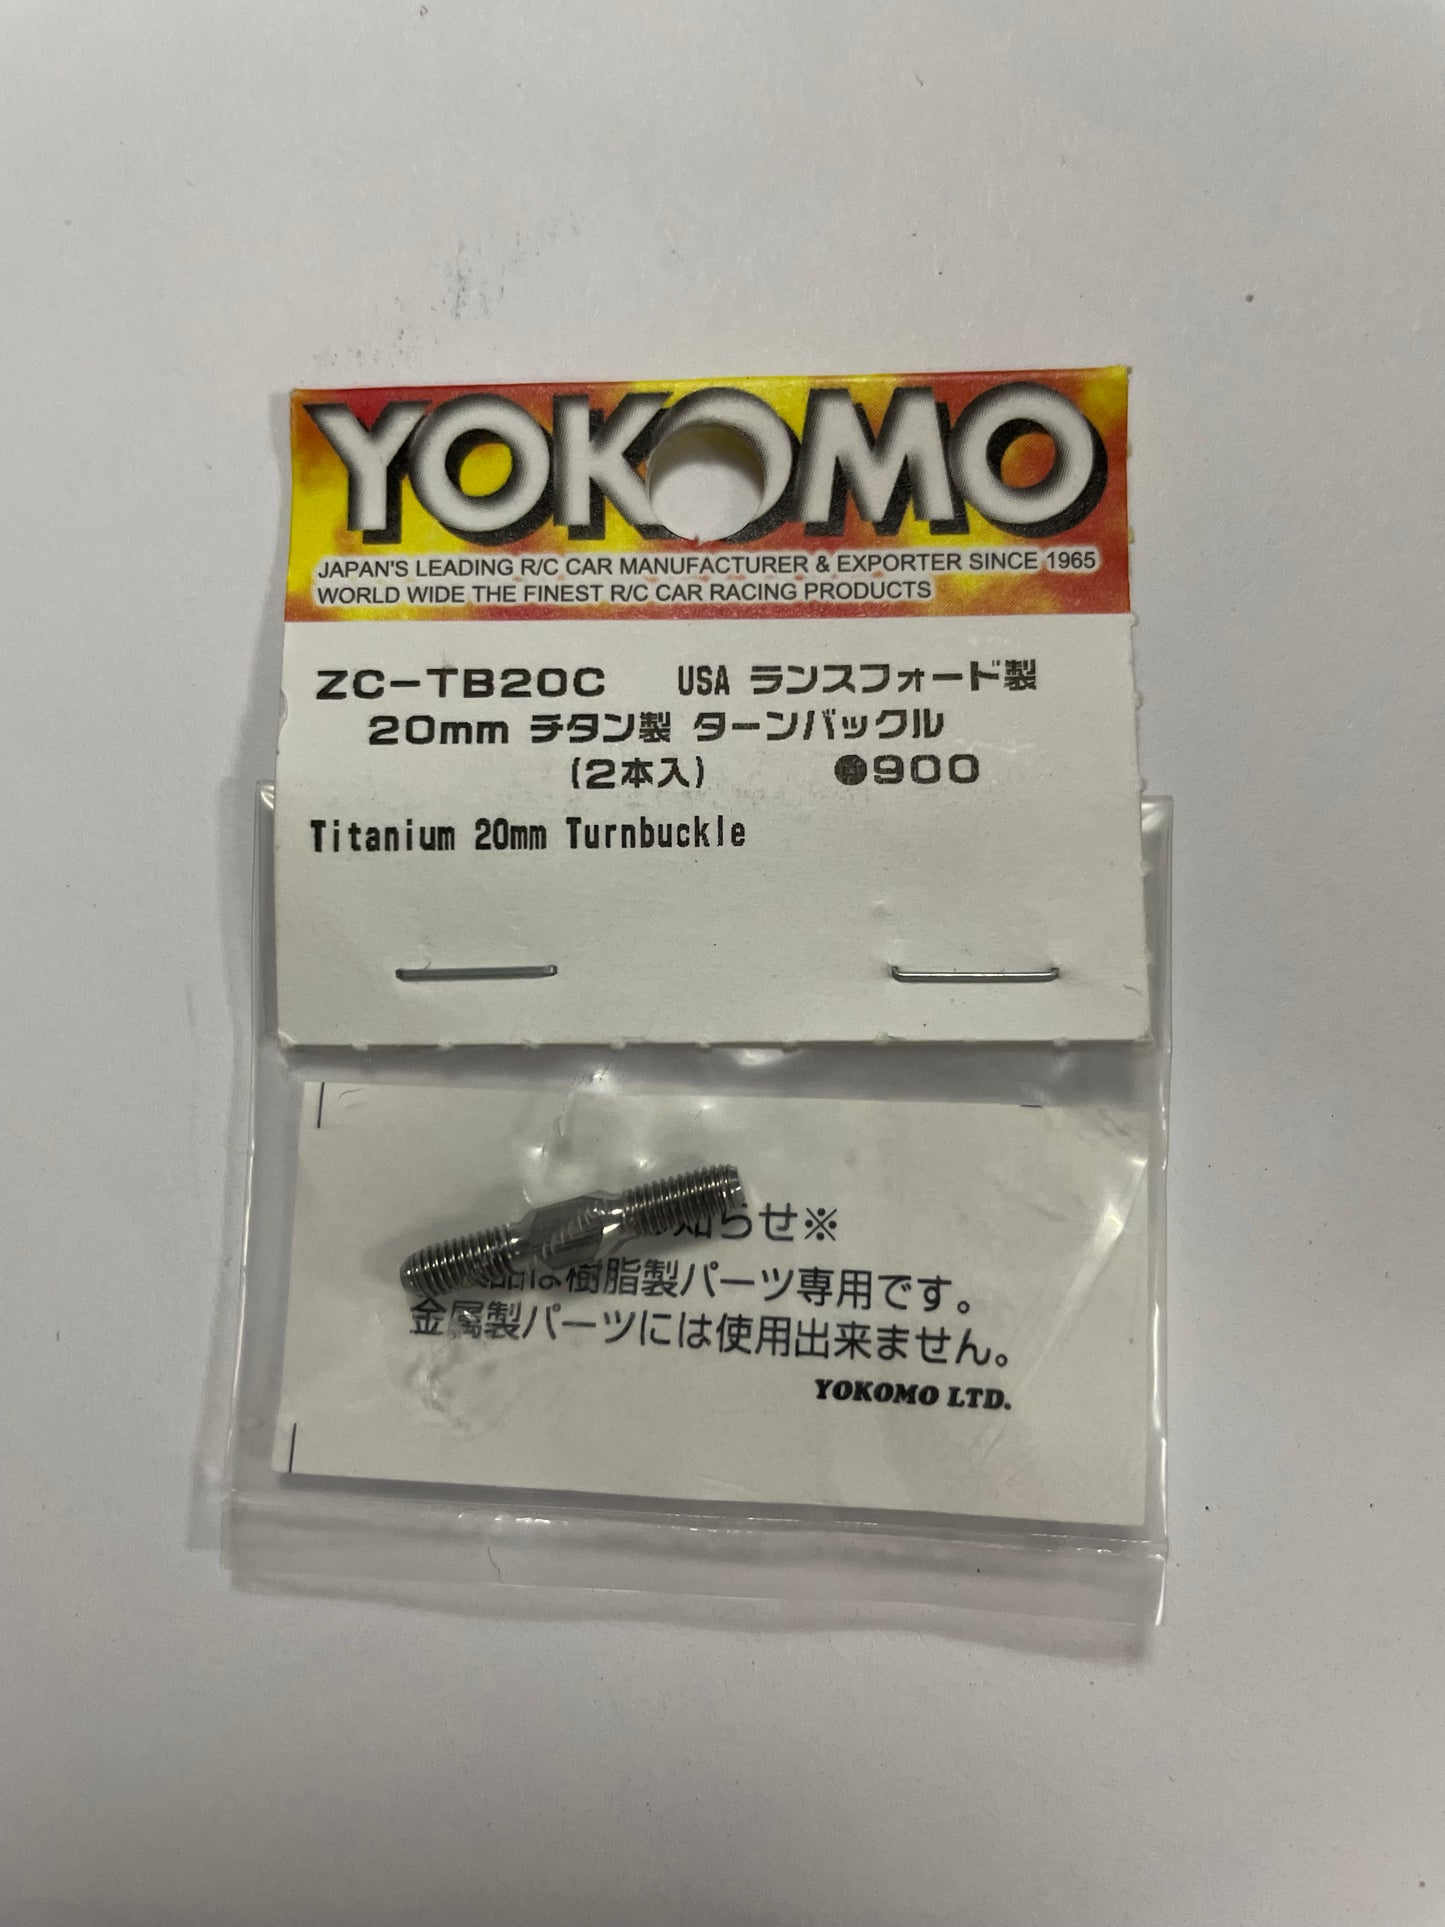 YOKOMO
JAPAN'S LEADING R/C CAR MANUFACTURER & EXPORTER SINCE 1965
WORLD WIDE THE FINEST R/C CAR RACING PRODUCTS
ZC-TB20C USA ランスフォード製
20mm チタン製 ターンバックル
(2本入) ●900
Titanium 20mm Turnbuckle
知らせ※
品は樹脂製パーツ専用です。
金属製パーツには使用出来ません。
YOKOMO LTD.